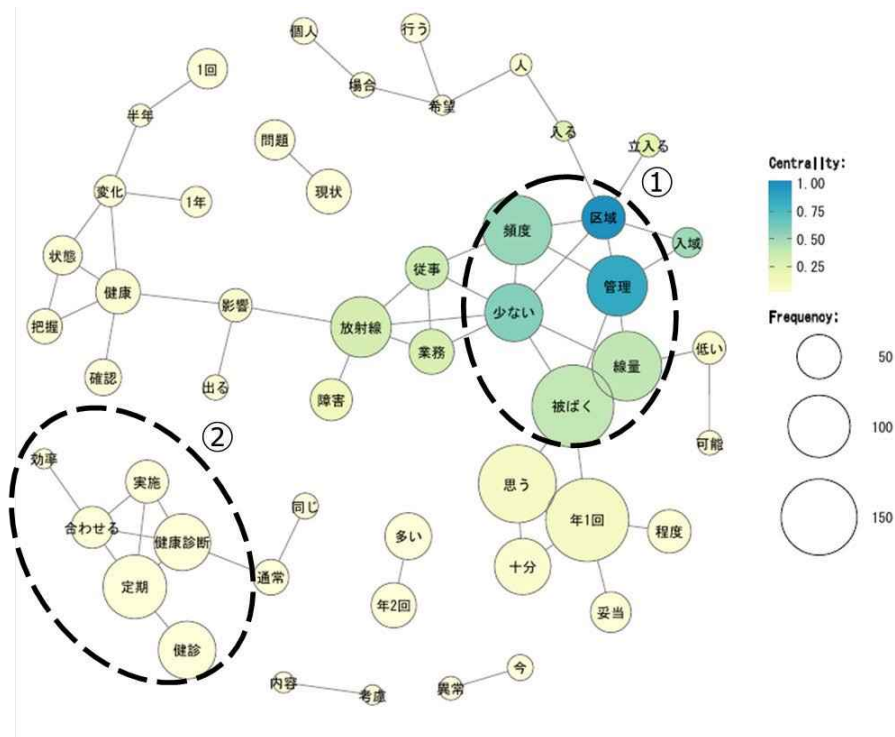 個人
行う
1回
場合
人
希望
半年
入る
立入る
問題
①
Centrality:
1.00
0.75
0.50
0.25
現状
変化
1年
区域
頻度
入域
状態
従事
管理
健康
影響
放射線
少ない
Frequency:
把握
業務
低い
50
線量
確認
出る
障害
被ばく
100
②
可能
効率
実施
思う
150
合わせる
健康診断
同じ
多い
年1回
程度
通常
十分
定期
年2回
妥当
健診
内容
考慮
異常
今